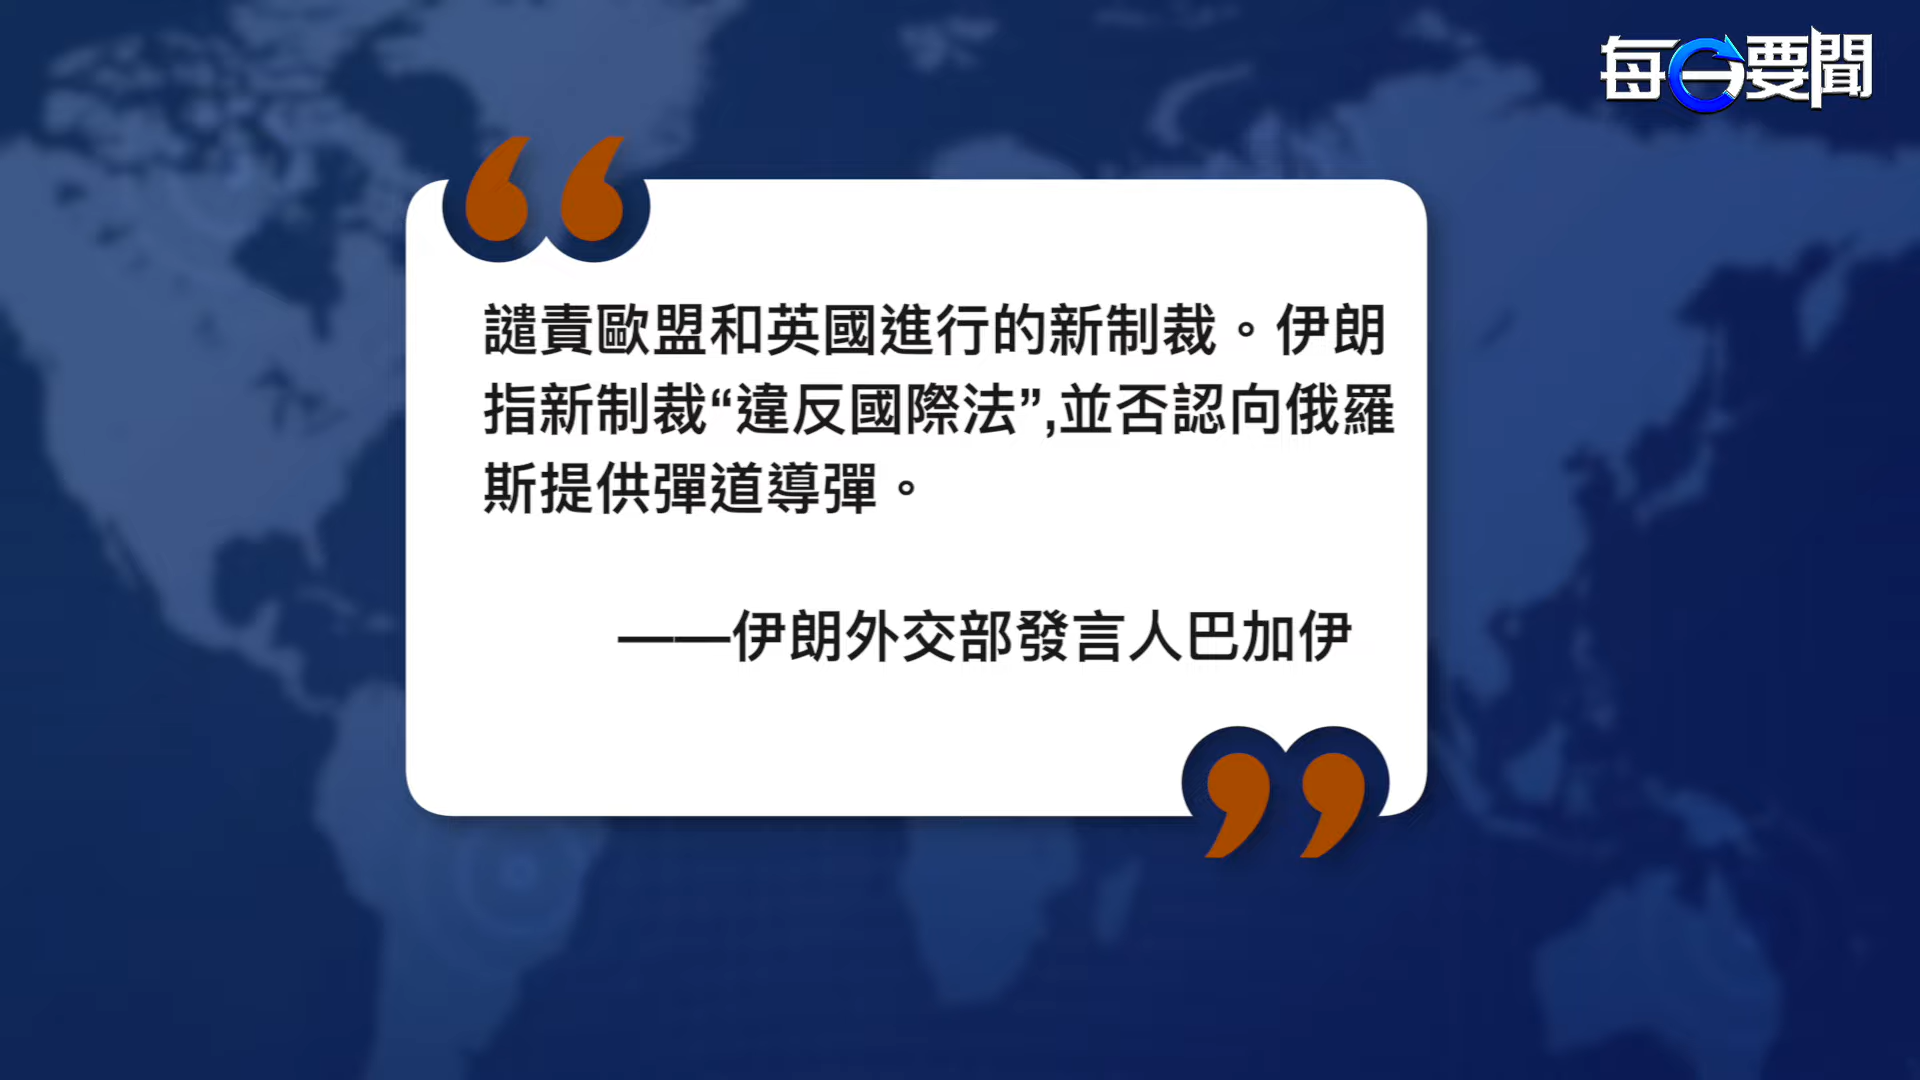 每日要聞
譴責歐盟和英國進行的新制裁。伊朗
指新制裁“違反國際法”,並否認向俄羅
斯提供彈道導彈。
——伊朗外交部發言人巴加伊